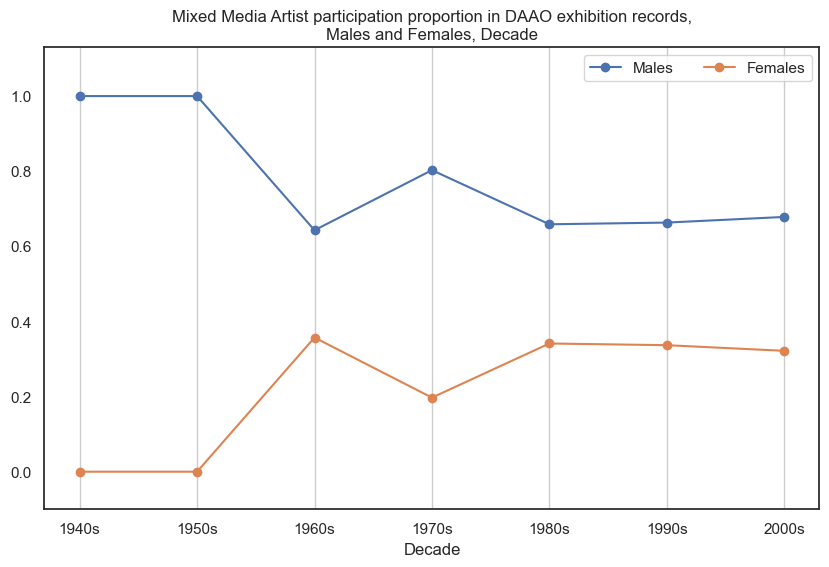 Mixed Media Artist participation proportion in DAAO exhibition records,
Males and Females, Decade
Males Females
1.0
0.8
0.6
0.4
0.2
0.0
1940s 1950s 1960s 1970s 1980s 1990s 2000s
Decade